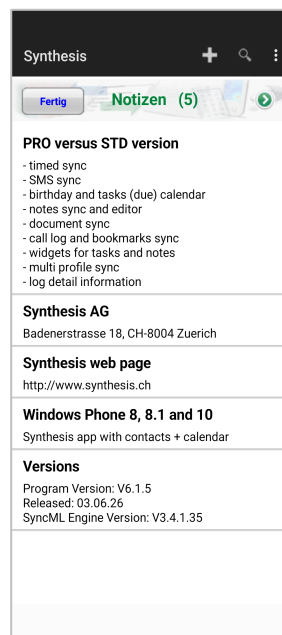 Synthesis
Fertig
Notizen (5)
PRO versus STD version
- timed sync
- SMS sync
- birthday and tasks (due) calendar
- notes sync and editor
- document sync
- call log and bookmarks sync
- widgets for tasks and notes
- multi profile sync
- log detail information
Synthesis AG
Badenerstrasse 18, CH-8004 Zuerich
Synthesis web page
http://www.synthesis.ch
Windows Phone 8, 8.1 and 10
Synthesis app with contacts + calendar
Versions
Program Version: V6.1.5
Released: 03.06.26
SyncML Engine Version: V3.4.1.35